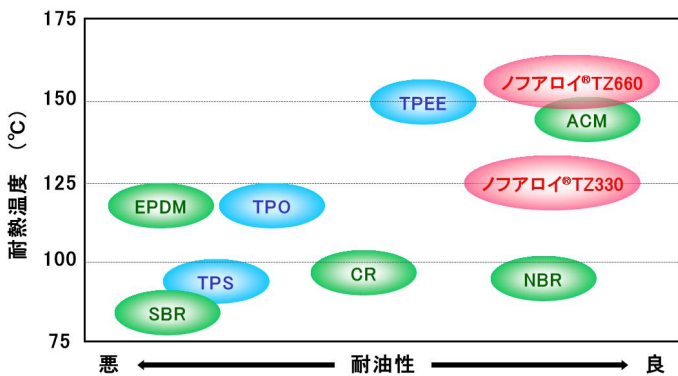 175
ノフアロイ®TZ660
TPEE
150
ACM
耐熱温度 (℃)
ノフアロイ®TZ330
125
EPDM
TPO
100
CR
TPS
NBR
SBR
75
悪
耐油性
良